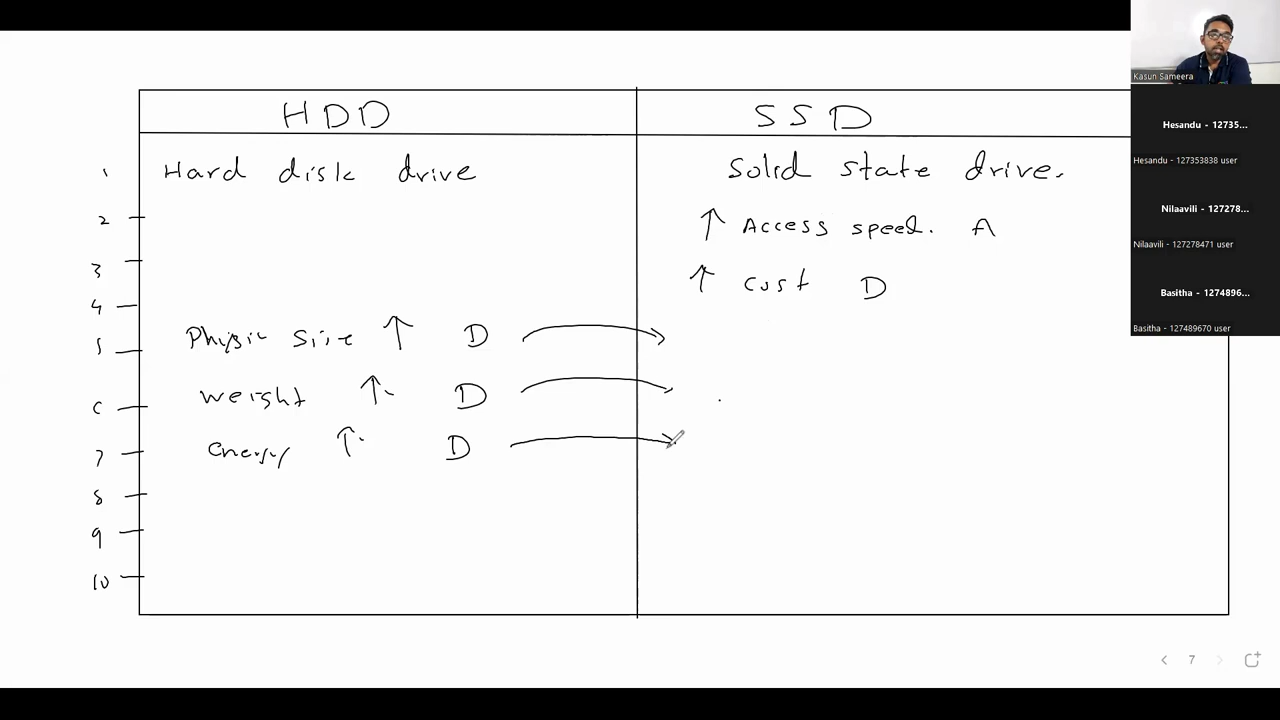 HDD SSD
1 Hard disk drive Solid state drive.
2 ↑ Access speed. A
3 ↑ Cost D
4
5 Physic Size ↑ D
6 weight ↑ D
7 energy ↑ D
8
9
10
Kasun Sameera
Hesandu - 12735...
Hesandu - 127353838 user
Nilaavili - 127278...
Nilaavili - 127278471 user
Basitha - 1274896...
Basitha - 127489670 user
7